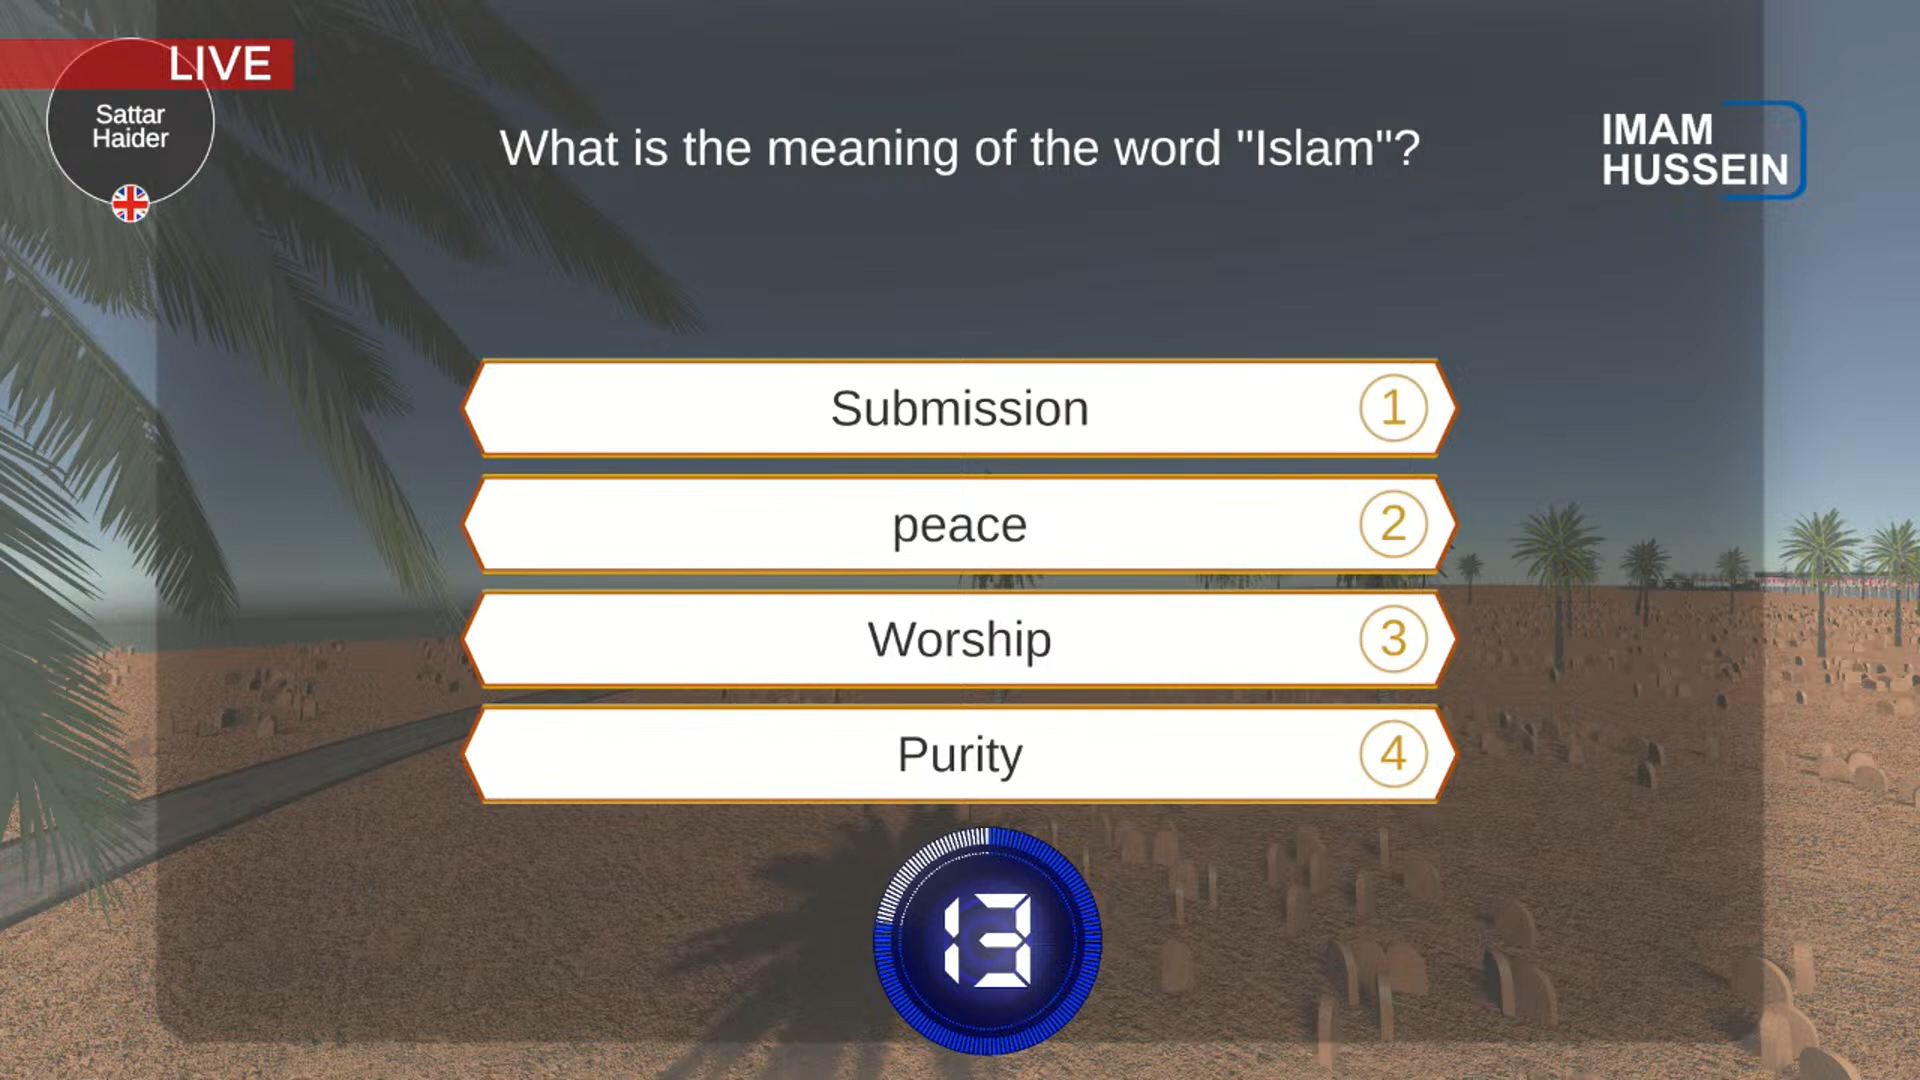 LIVE
Sattar
Haider
What is the meaning of the word "Islam"?
IMAM
HUSSEIN
Submission 1
peace 2
Worship 3
Purity 4
13